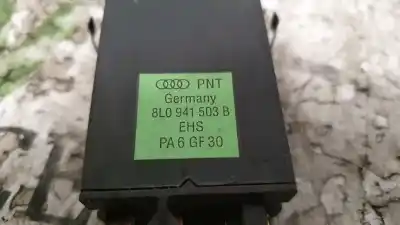 PNT
Germany
8L0 941 503 B
EHS
PA 6 GF 30